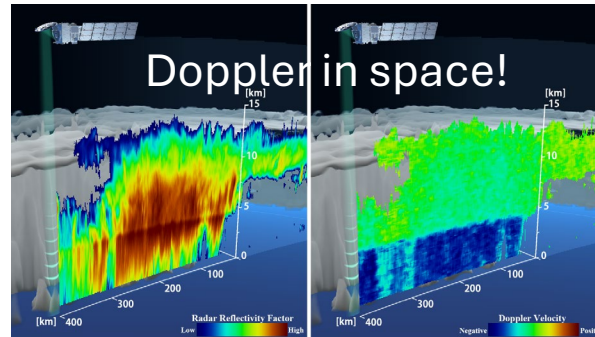 Doppler in space!
[km]
15
10
5
0
100
200
300
400
[km]
Radar Reflectivity Factor
Low
High
[km]
15
10
5
0
100
200
300
400
[km]
Doppler Velocity
Negative
Posit